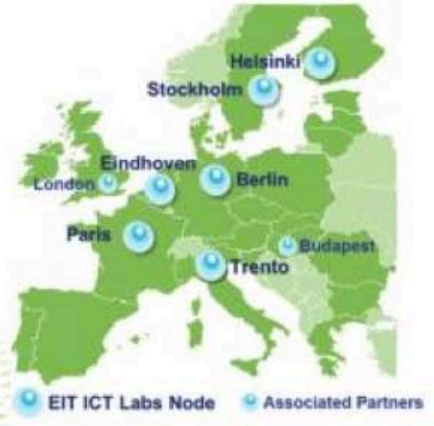 Helsinki
Stockholm
Eindhoven
London
Berlin
Paris
Budapest
Trento
EIT ICT Labs Node
Associated Partners